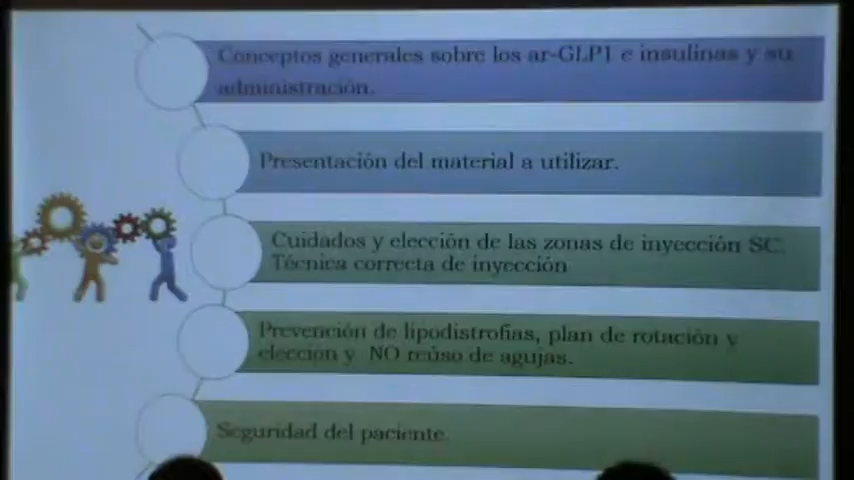 Conceptos generales sobre los ar-GLP1 e insulinas y su
administración.
Presentación del material a utilizar.
Cuidados y elección de las zonas de inyección SC.
Técnica correcta de inyección
Prevención de lipodistrofias, plan de rotación y
elección y NO reúso de agujas.
Seguridad del paciente.